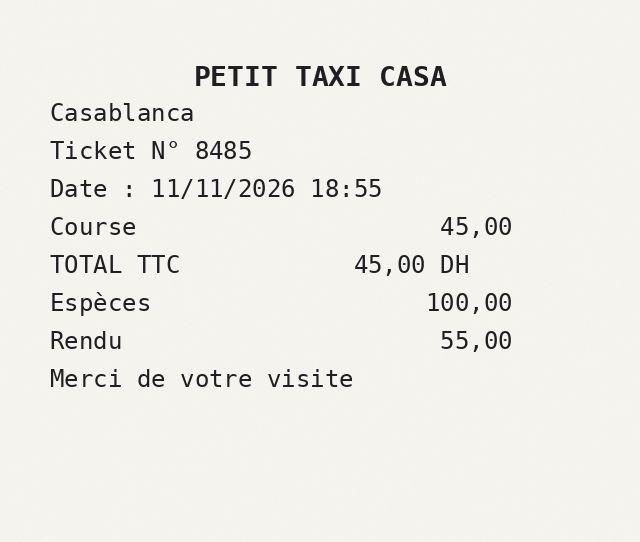 PETIT TAXI CASA
Casablanca
Ticket N° 8485
Date : 11/11/2026 18:55
Course 45,00
TOTAL TTC 45,00 DH
Espèces 100,00
Rendu 55,00
Merci de votre visite